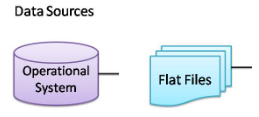 Data Sources
Operational
System
Flat Files